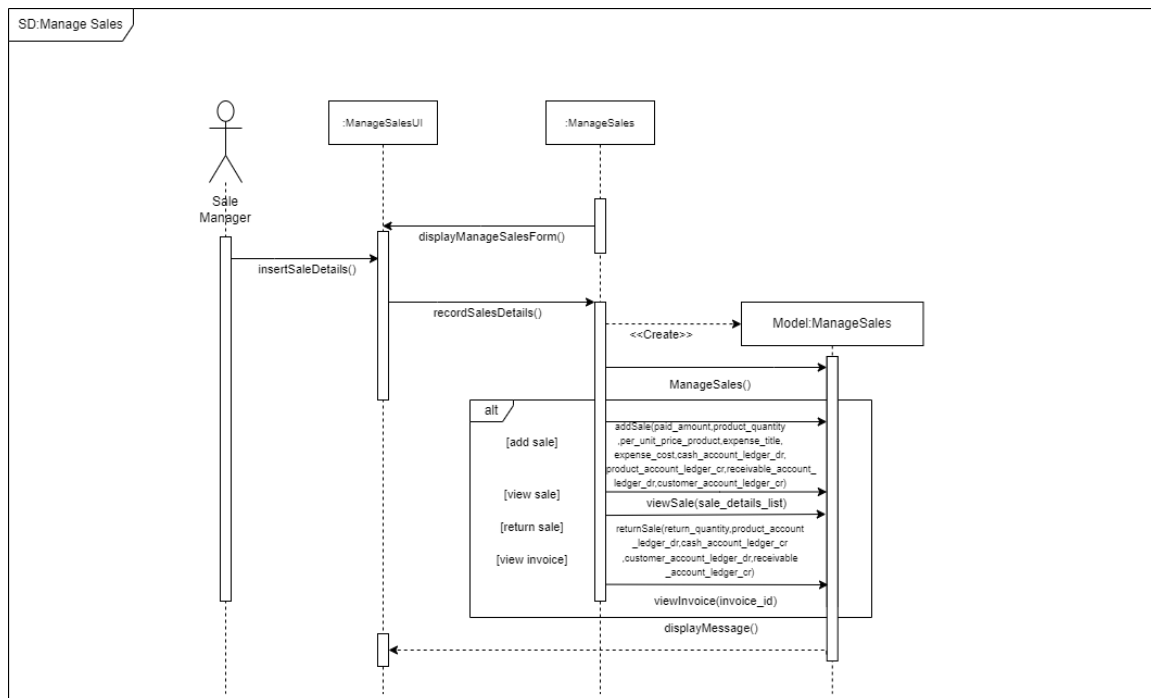 SD:Manage Sales
:ManageSalesUI
:ManageSales
Sale
Manager
displayManageSalesForm()
insertSaleDetails()
recordSalesDetails()
Model:ManageSales
<<Create>>
ManageSales()
alt
[add sale]
addSale(paid_amount,product_quantity
,per_unit_price_product,expense_title,
expense_cost,cash_account_ledger_dr,
product_account_ledger_cr,receivable_account_
ledger_dr,customer_account_ledger_cr)
[view sale]
viewSale(sale_details_list)
[return sale]
returnSale(return_quantity,product_account
_ledger_dr,cash_account_ledger_cr
,customer_account_ledger_dr,receivable
_account_ledger_cr)
[view invoice]
viewInvoice(invoice_id)
displayMessage()